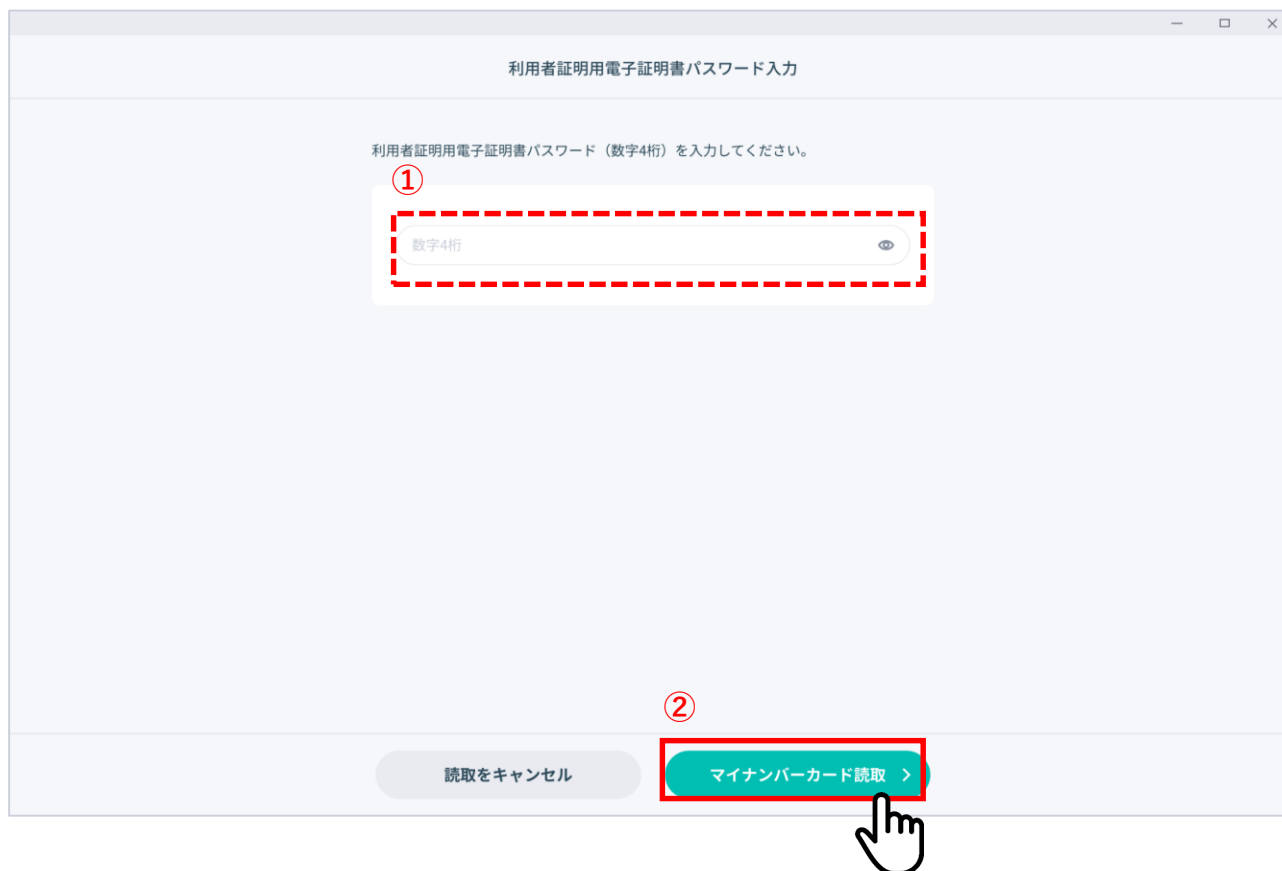 利用者証明用電子証明書パスワード入力
利用者証明用電子証明書パスワード（数字4桁）を入力してください。
①
数字4桁
②
読取をキャンセル
マイナンバーカード読取